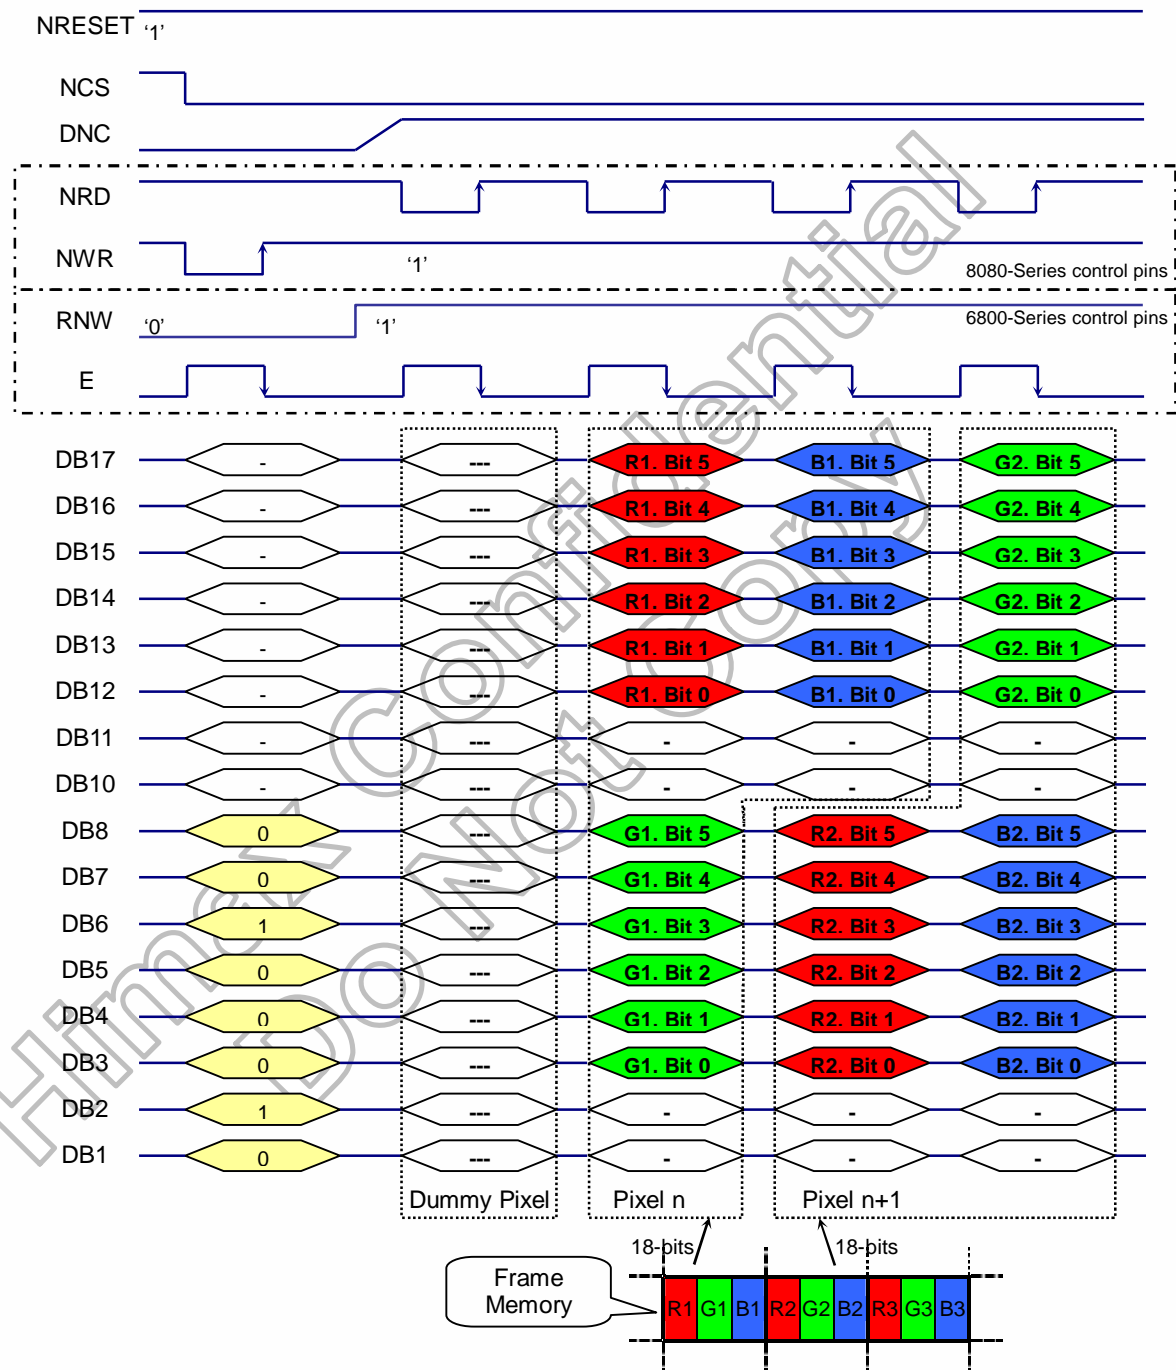 NRESET '1'
NCS
DNC
NRD
NWR '1'
8080-Series control pins
RNW '0' '1'
6800-Series control pins
E
DB17 - --- R1. Bit 5 B1. Bit 5 G2. Bit 5
DB16 - --- R1. Bit 4 B1. Bit 4 G2. Bit 4
DB15 - --- R1. Bit 3 B1. Bit 3 G2. Bit 3
DB14 - --- R1. Bit 2 B1. Bit 2 G2. Bit 2
DB13 - --- R1. Bit 1 B1. Bit 1 G2. Bit 1
DB12 - --- R1. Bit 0 B1. Bit 0 G2. Bit 0
DB11 - --- - - -
DB10 - --- - - -
DB8 0 --- G1. Bit 5 R2. Bit 5 B2. Bit 5
DB7 0 --- G1. Bit 4 R2. Bit 4 B2. Bit 4
DB6 1 --- G1. Bit 3 R2. Bit 3 B2. Bit 3
DB5 0 --- G1. Bit 2 R2. Bit 2 B2. Bit 2
DB4 0 --- G1. Bit 1 R2. Bit 1 B2. Bit 1
DB3 0 --- G1. Bit 0 R2. Bit 0 B2. Bit 0
DB2 1 --- - - -
DB1 0 --- - - -
Dummy Pixel Pixel n Pixel n+1
18-bits 18-bits
Frame
Memory
R1 G1 B1 R2 G2 B2 R3 G3 B3
Himax Confidential
Do Not Copy